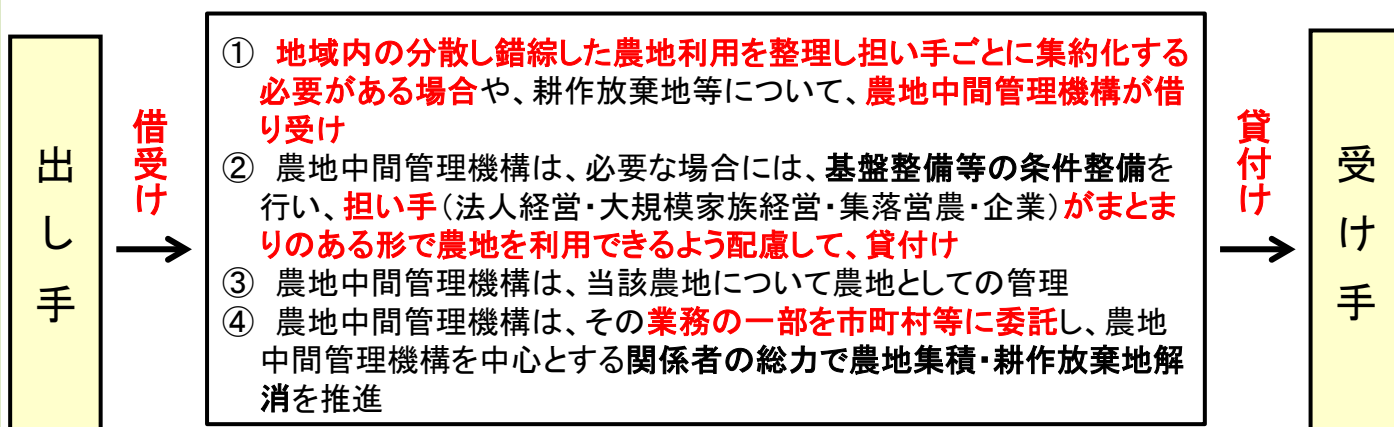 出し手
借受け
① 地域内の分散し錯綜した農地利用を整理し担い手ごとに集約化する
必要がある場合や、耕作放棄地等について、農地中間管理機構が借
り受け
② 農地中間管理機構は、必要な場合には、基盤整備等の条件整備を
行い、担い手(法人経営・大規模家族経営・集落営農・企業)がまとま
りのある形で農地を利用できるよう配慮して、貸付け
③ 農地中間管理機構は、当該農地について農地としての管理
④ 農地中間管理機構は、その業務の一部を市町村等に委託し、農地
中間管理機構を中心とする関係者の総力で農地集積・耕作放棄地解
消を推進
貸付け
受け手